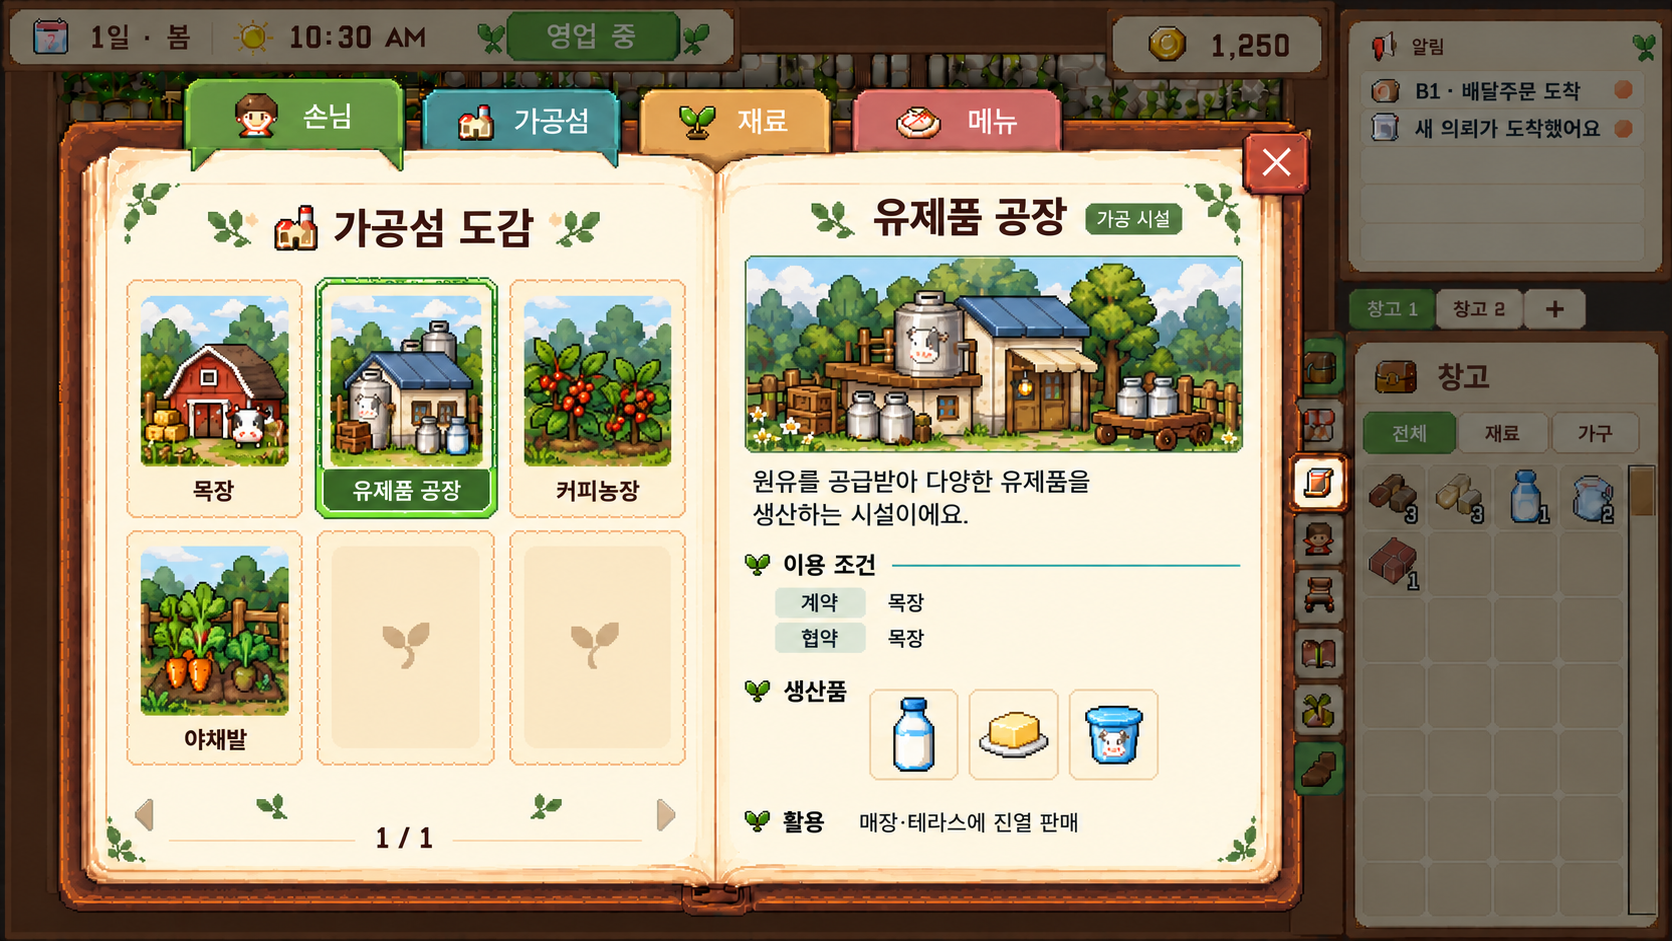 1일 · 봄
10:30 AM
영업 중
1,250
알림
B1 · 배달주문 도착
새 의뢰가 도착했어요
손님
가공섬
재료
메뉴
가공섬 도감
목장
유제품 공장
커피농장
야채발
1 / 1
유제품 공장
가공 시설
원유를 공급받아 다양한 유제품을
생산하는 시설이에요.
이용 조건
계약 목장
협약 목장
생산품
활용 매장·테라스에 진열 판매
창고 1
창고 2
+
창고
전체
재료
가구
3
3
1
2
1